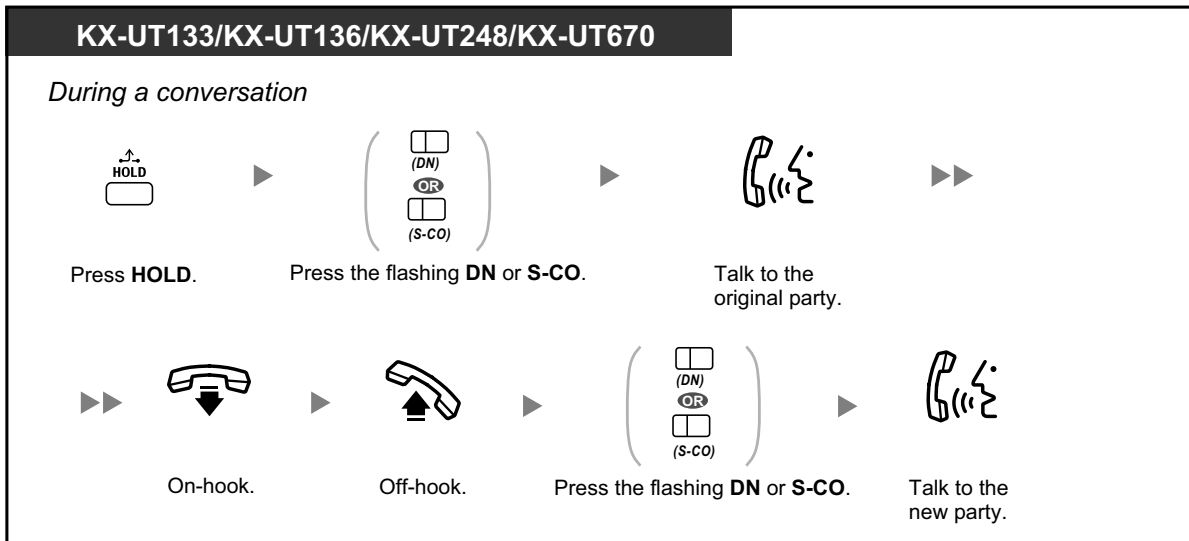 KX-UT133/KX-UT136/KX-UT248/KX-UT670
During a conversation
HOLD
(DN)
OR
(S-CO)
Press HOLD.
Press the flashing DN or S-CO.
Talk to the
original party.
(DN)
OR
(S-CO)
On-hook.
Off-hook.
Press the flashing DN or S-CO.
Talk to the
new party.